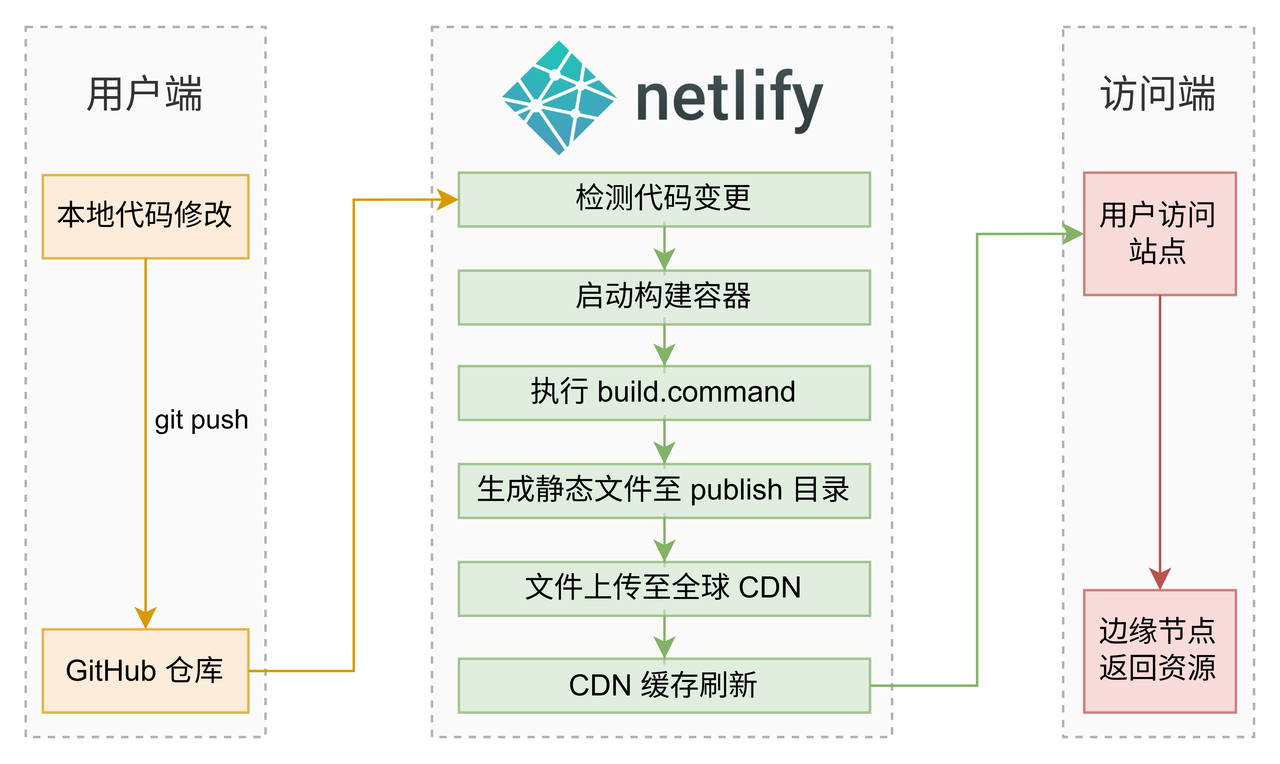 用户端
本地代码修改
git push
GitHub 仓库
netlify
检测代码变更
启动构建容器
执行 build.command
生成静态文件至 publish 目录
文件上传至全球 CDN
CDN 缓存刷新
访问端
用户访问
站点
边缘节点
返回资源